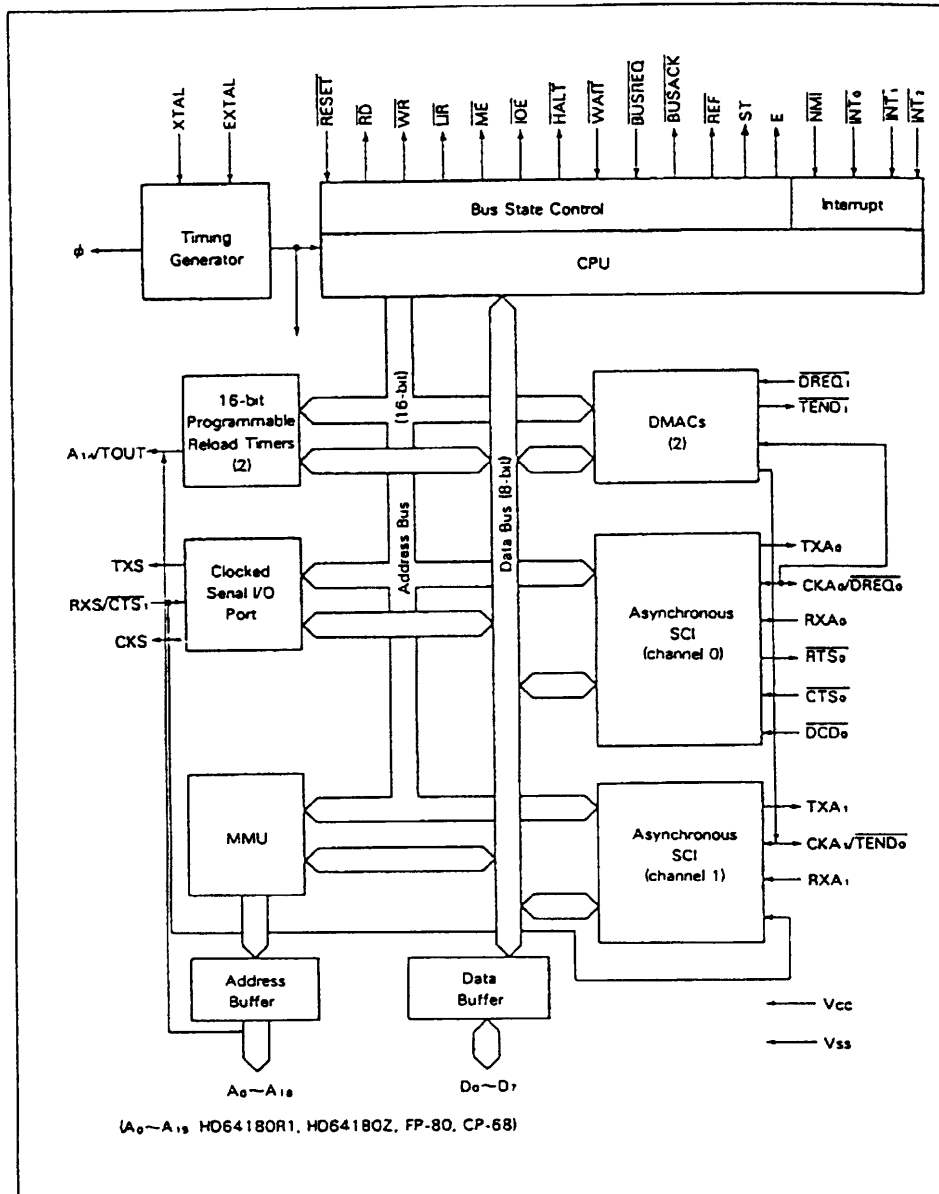 XTAL
EXTAL
RESET
RD
WR
LIR
ME
IOE
HALT
WAIT
BUSREQ
BUSACK
REF
ST
E
NMI
INT₀
INT₁
INT₂
Bus State Control
Interrupt
Timing
Generator
ϕ
CPU
16-bit
Programmable
Reload Timers
(2)
A₁₈/TOUT
Address Bus (16-bit)
Data Bus (8-bit)
DMACs
(2)
DREQ₁
TEND₁
TXS
RXS/CTS₁
CKS
Clocked
Serial I/O
Port
Asynchronous
SCI
(channel 0)
TXA₀
CKA₀/DREQ₀
RXA₀
RTS₀
CTS₀
DCD₀
MMU
Asynchronous
SCI
(channel 1)
TXA₁
CKA₁/TEND₀
RXA₁
Address
Buffer
Data
Buffer
Vcc
Vss
A₀~A₁₈
D₀~D₇
(A₀~A₁₉ HD64180R1, HD64180Z, FP-80, CP-68)